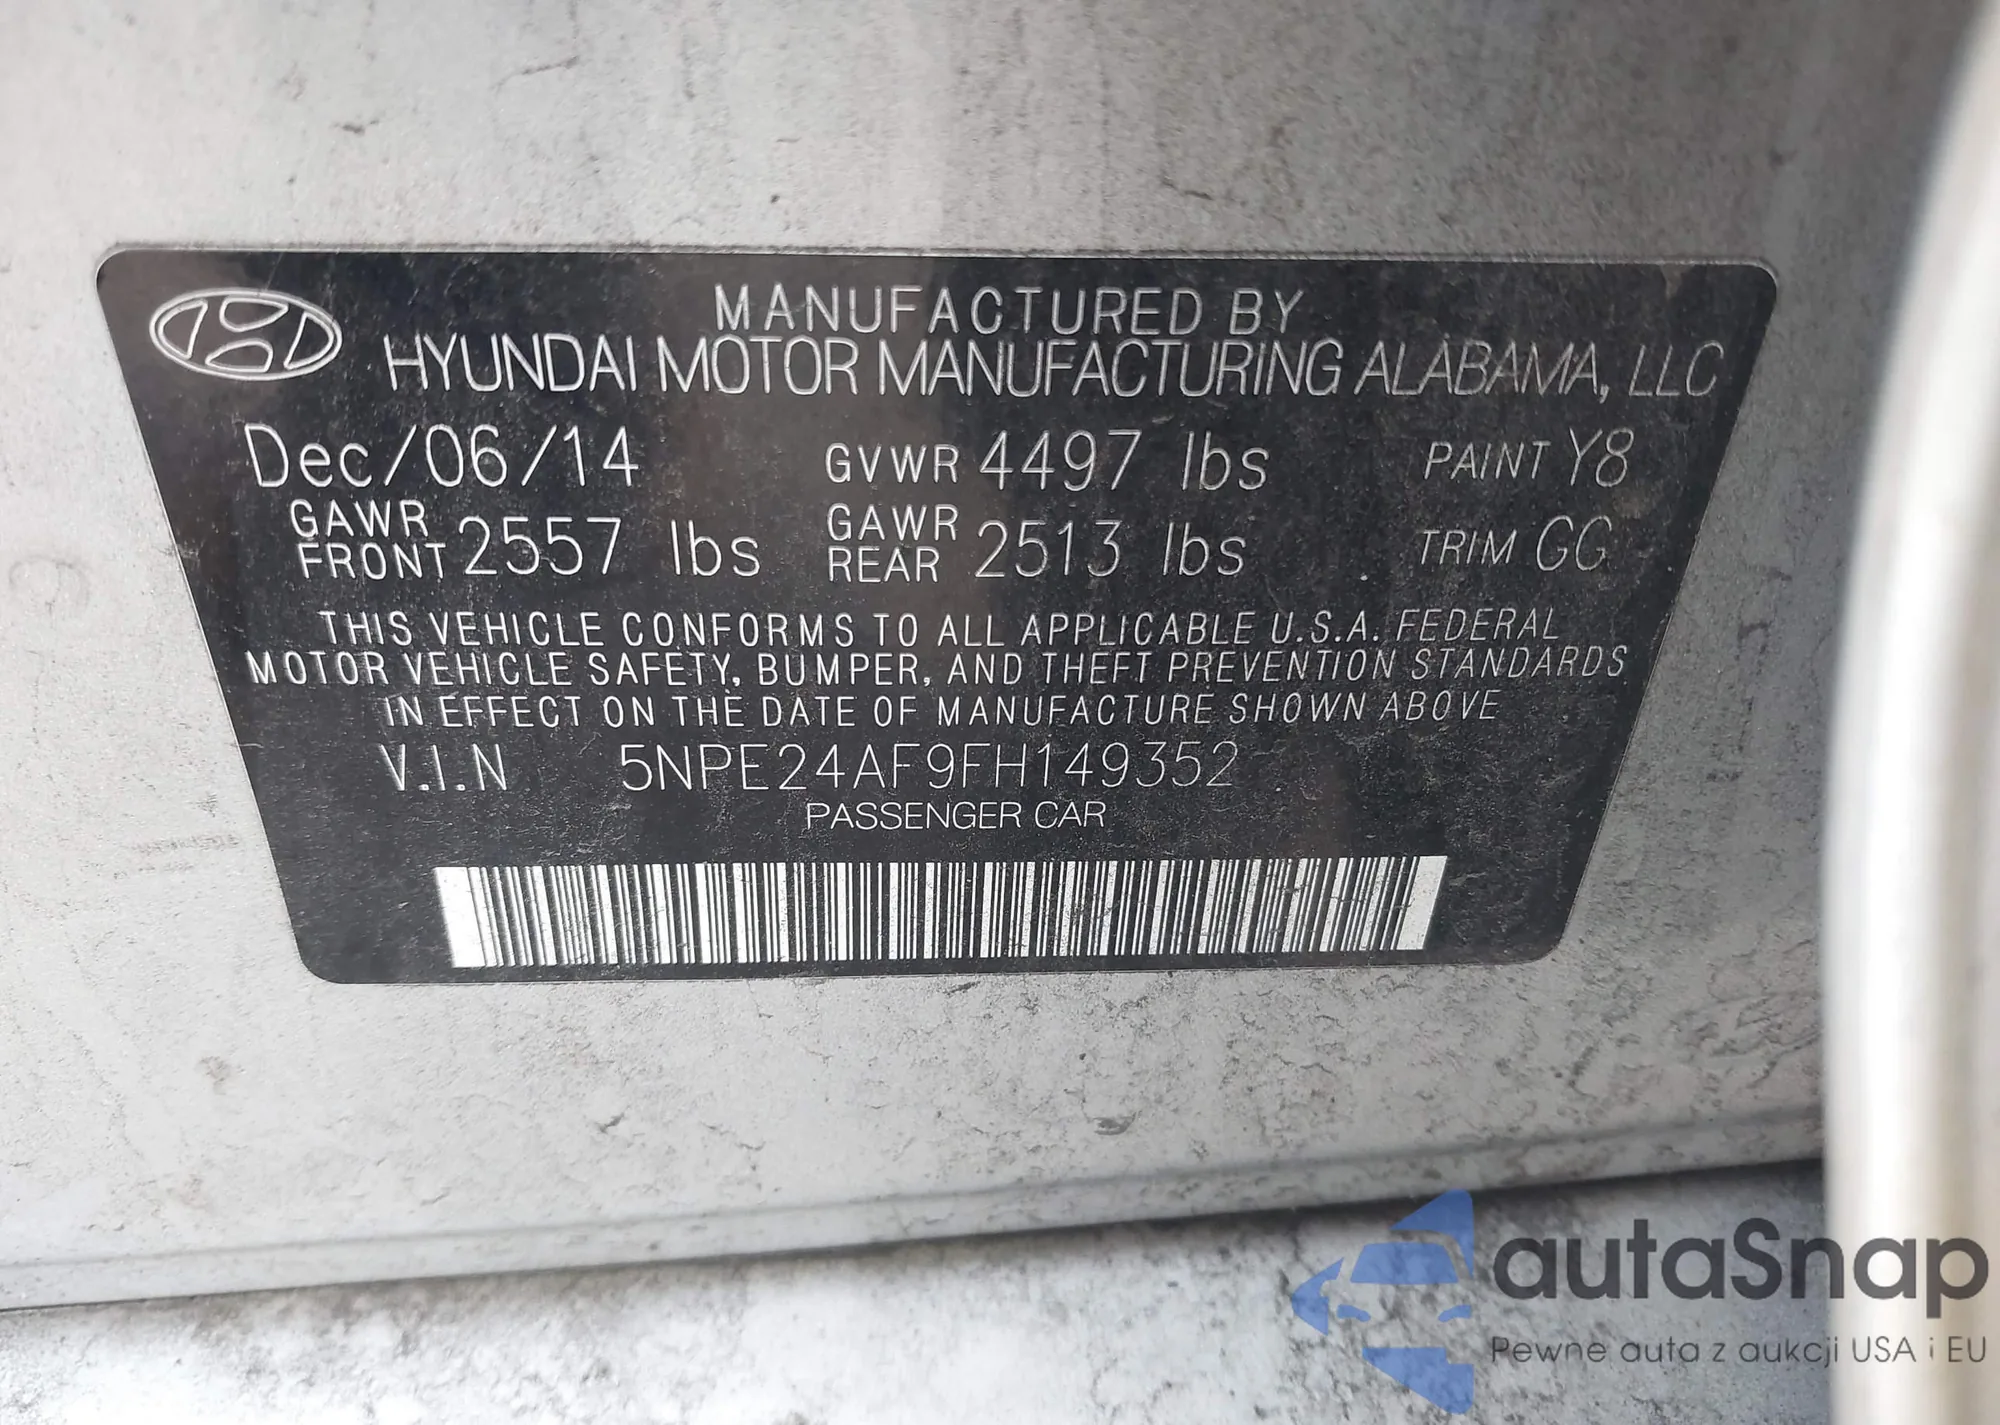 MANUFACTURED BY
HYUNDAI MOTOR MANUFACTURING ALABAMA, LLC
Dec/06/14 GVWR 4497 lbs PAINT Y8
GAWR FRONT 2557 lbs GAWR REAR 2513 lbs TRIM GG
THIS VEHICLE CONFORMS TO ALL APPLICABLE U.S.A. FEDERAL
MOTOR VEHICLE SAFETY, BUMPER, AND THEFT PREVENTION STANDARDS
IN EFFECT ON THE DATE OF MANUFACTURE SHOWN ABOVE
V.I.N 5NPE24AF9FH149352
PASSENGER CAR
autaSnap
Pewne auta z aukcji USA i EU